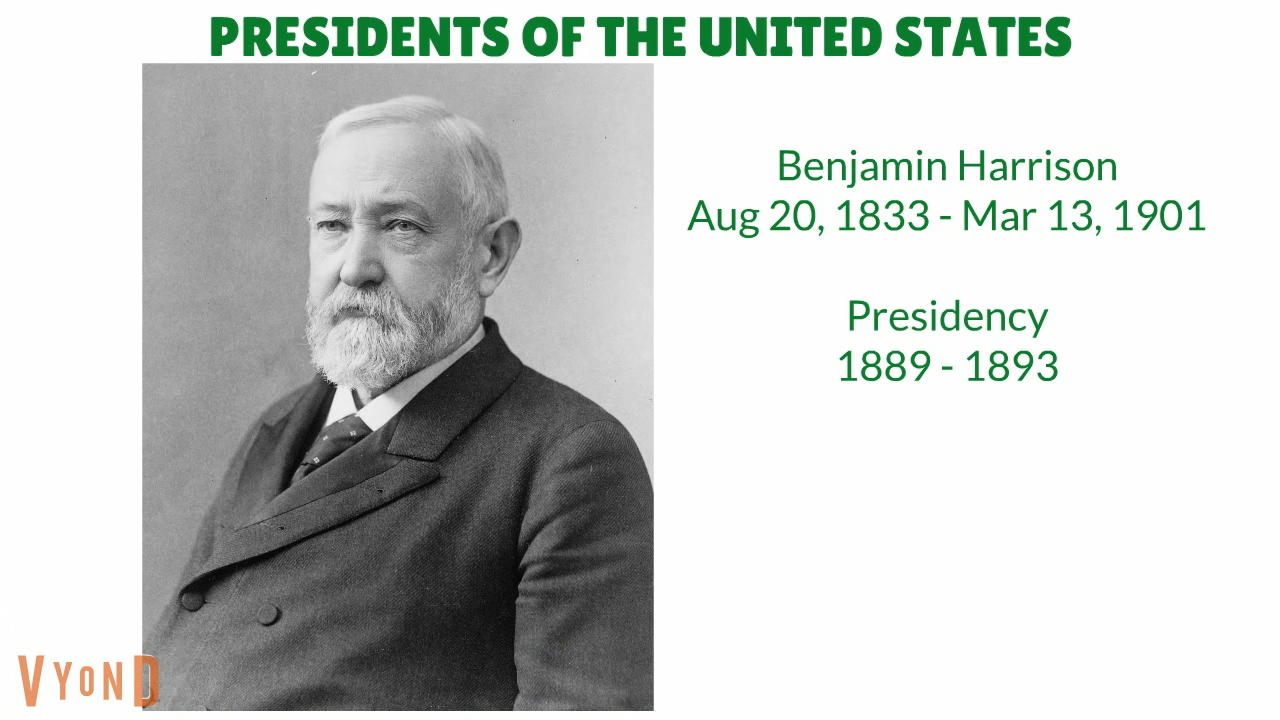 PRESIDENTS OF THE UNITED STATES
Benjamin Harrison
Aug 20, 1833 - Mar 13, 1901
Presidency
1889 - 1893
VYOND